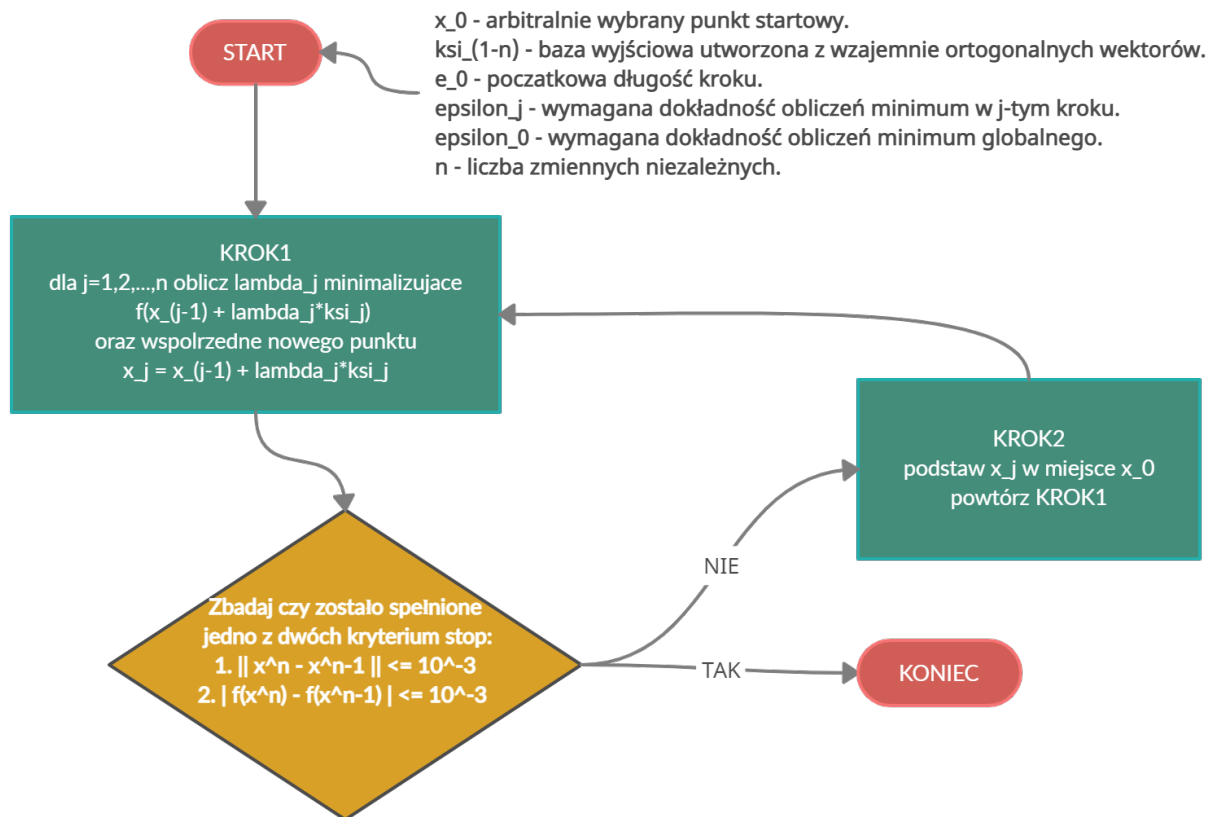 START
x_0 - arbitralnie wybrany punkt startowy.
ksi_(1-n) - baza wyjściowa utworzona z wzajemnie ortogonalnych wektorów.
e_0 - poczatkowa długość kroku.
epsilon_j - wymagana dokładność obliczeń minimum w j-tym kroku.
epsilon_0 - wymagana dokładność obliczeń minimum globalnego.
n - liczba zmiennych niezależnych.
KROK1
dla j=1,2,...,n oblicz lambda_j minimalizujace
f(x_(j-1) + lambda_j*ksi_j)
oraz wspolrzedne nowego punktu
x_j = x_(j-1) + lambda_j*ksi_j
KROK2
podstaw x_j w miejsce x_0
powtórz KROK1
NIE
Zbadaj czy zostało spełnione
jedno z dwóch kryterium stop:
1. || x^n - x^n-1 || <= 10^-3
2. | f(x^n) - f(x^n-1) | <= 10^-3
TAK
KONIEC